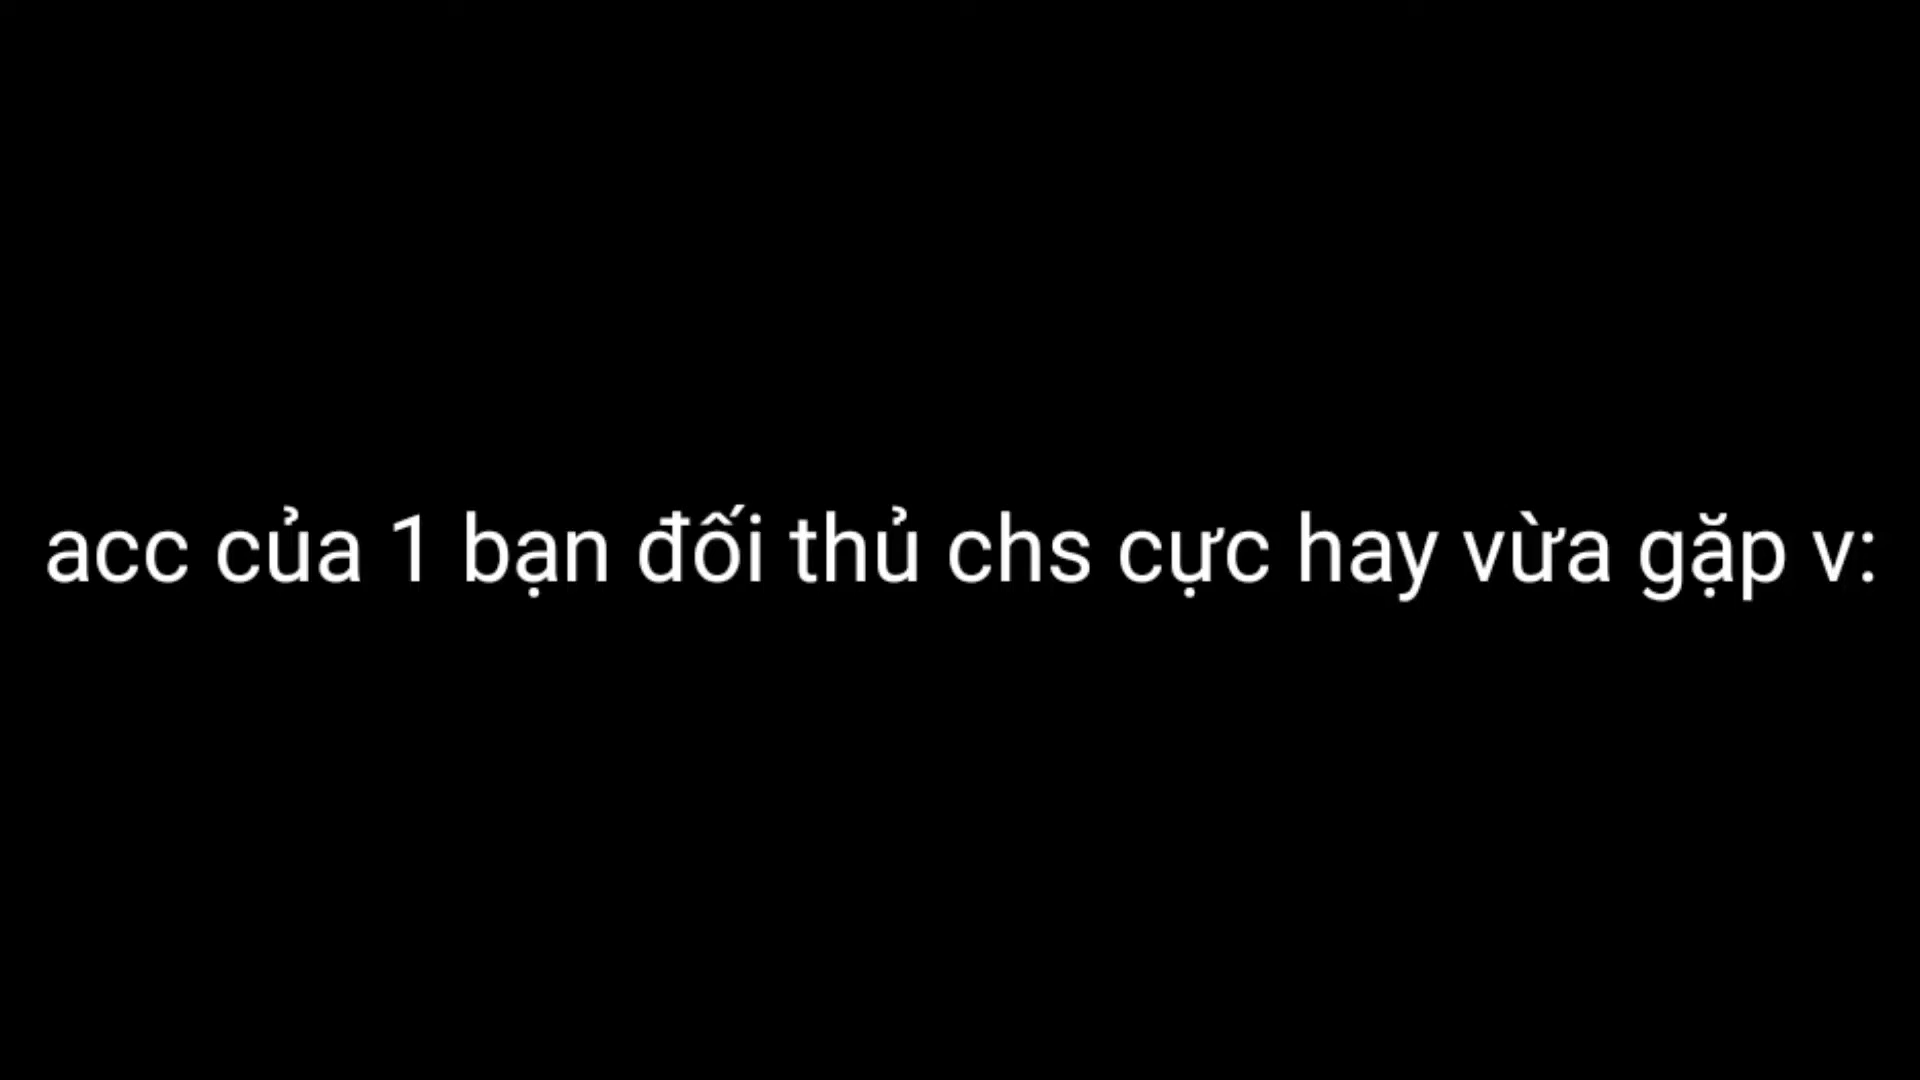 acc của 1 bạn đối thủ chs cực hay vừa gặp v: